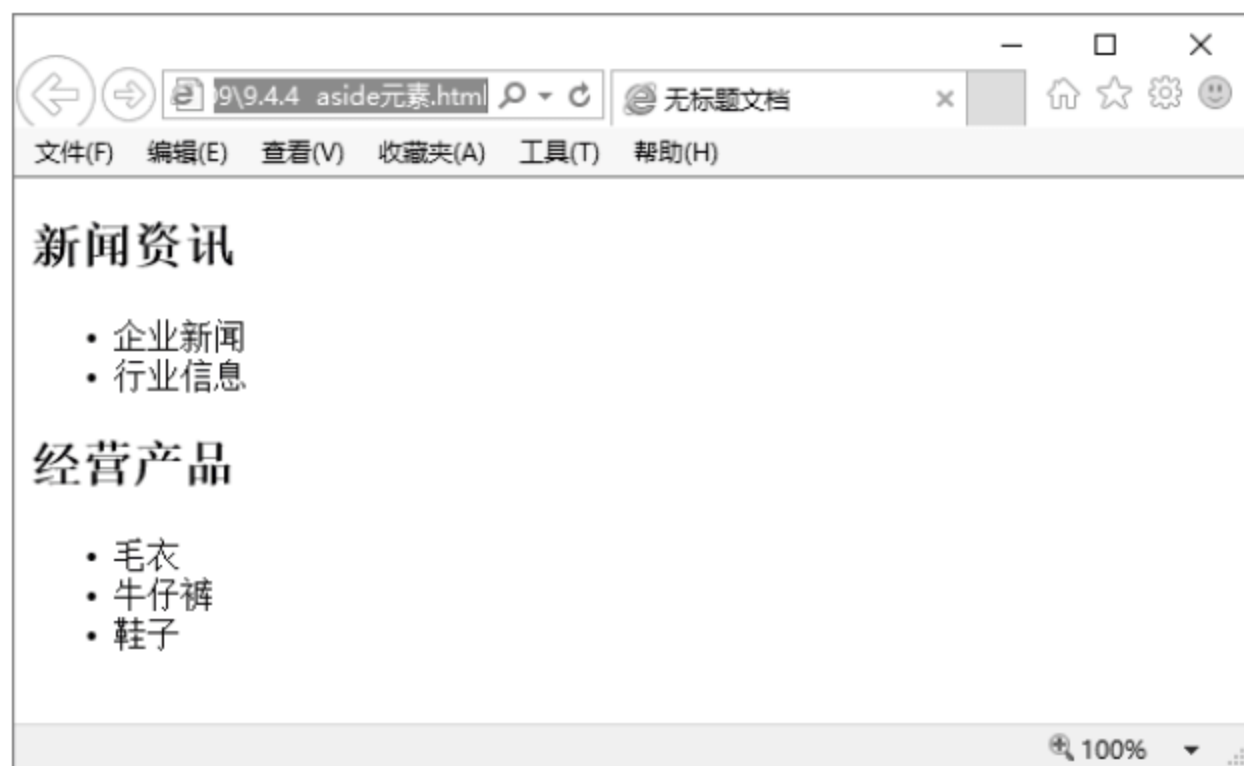 09\9.4.4 aside元素.html
无标题文档
文件(F) 编辑(E) 查看(V) 收藏夹(A) 工具(T) 帮助(H)
新闻资讯
• 企业新闻
• 行业信息
经营产品
• 毛衣
• 牛仔裤
• 鞋子
100%